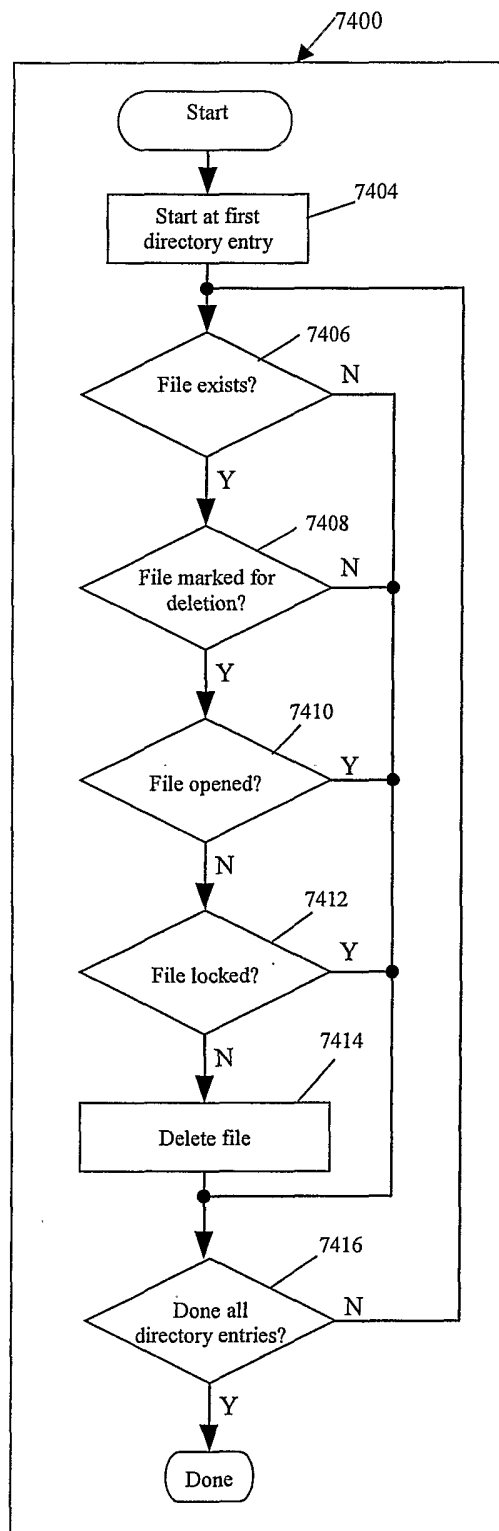 7400
Start
7404
Start at first
directory entry
7406
File exists?
N
Y
7408
File marked for
deletion?
N
Y
7410
File opened?
Y
N
7412
File locked?
Y
N
7414
Delete file
7416
Done all
directory entries?
N
Y
Done